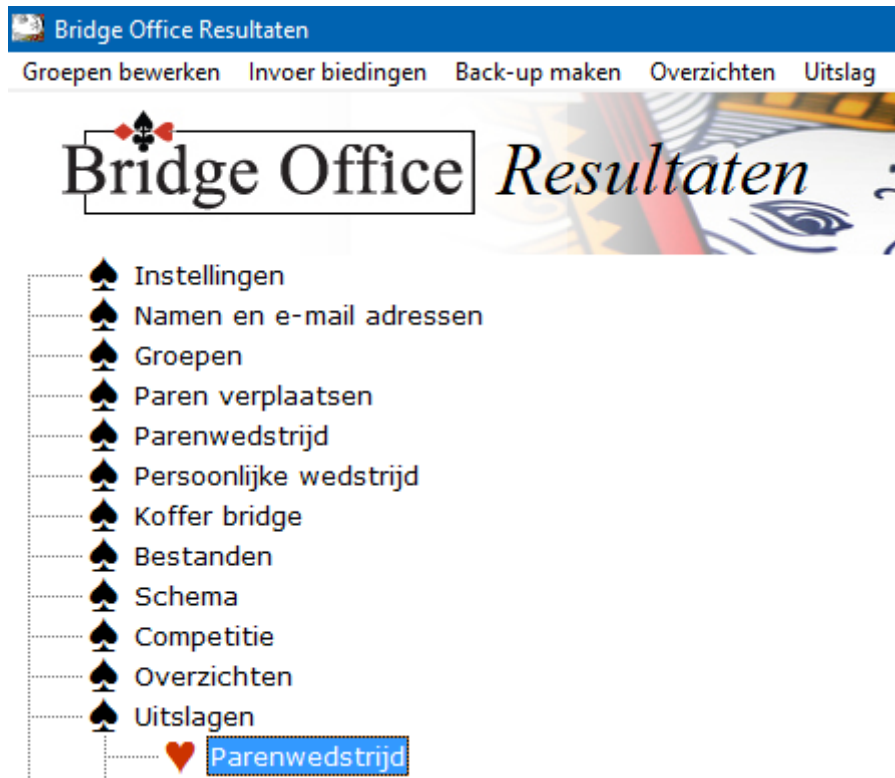 Bridge Office Resultaten
Groepen bewerken Invoer biedingen Back-up maken Overzichten Uitslag
Bridge Office Resultaten
Instellingen
Namen en e-mail adressen
Groepen
Paren verplaatsen
Parenwedstrijd
Persoonlijke wedstrijd
Koffer bridge
Bestanden
Schema
Competitie
Overzichten
Uitslagen
Parenwedstrijd